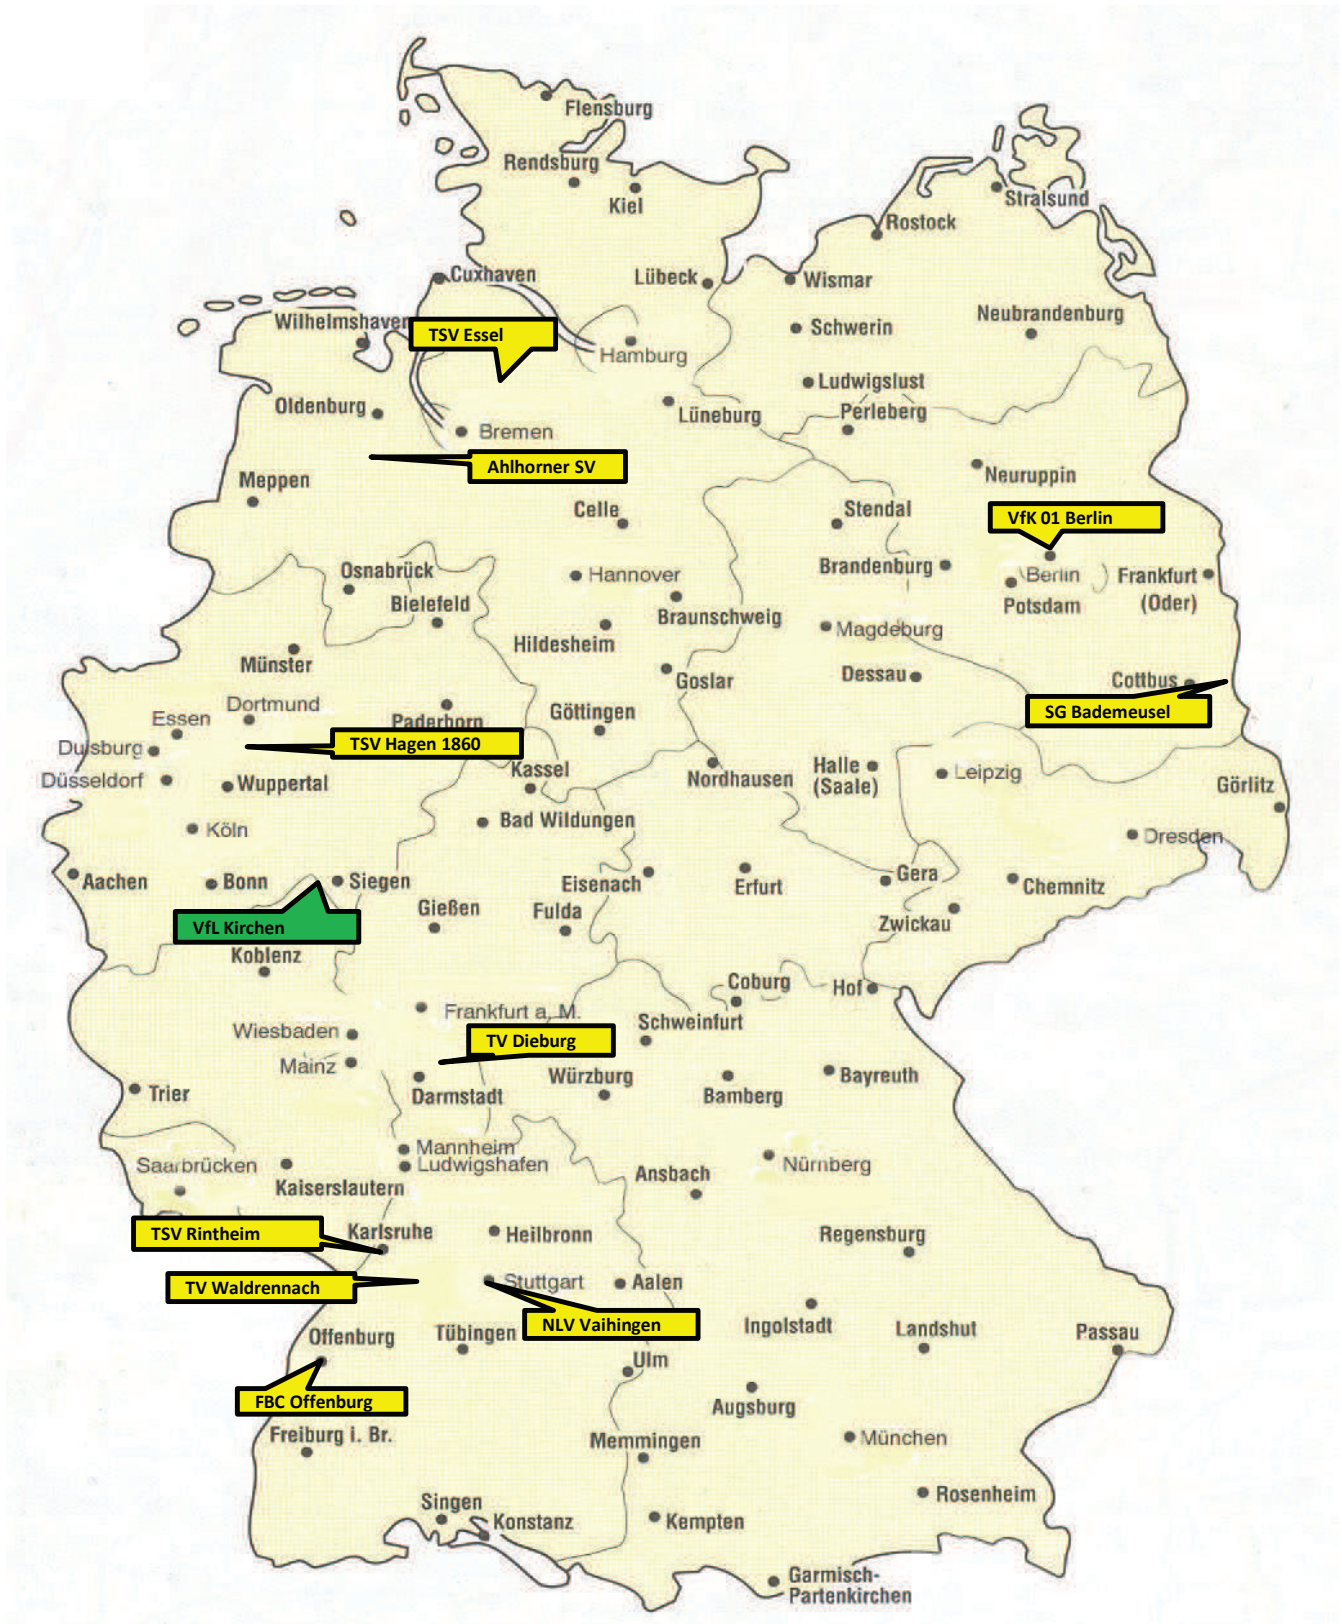 Flensburg
Rendsburg
Kiel
Stralsund
Rostock
Cuxhaven
Lübeck
Wismar
Wilhelmshaven
TSV Essel
Hamburg
Schwerin
Neubrandenburg
Ludwigslust
Oldenburg
Lüneburg
Perleberg
Bremen
Ahlhorner SV
Neuruppin
Meppen
Celle
Stendal
VfK 01 Berlin
Osnabrück
Hannover
Brandenburg
Berlin
Frankfurt
(Oder)
Bielefeld
Potsdam
Braunschweig
Hildesheim
Magdeburg
Münster
Goslar
Dessau
Cottbus
Dortmund
Essen
Paderborn
Göttingen
SG Bademeusel
Duisburg
TSV Hagen 1860
Düsseldorf
Wuppertal
Kassel
Nordhausen
Halle
(Saale)
Leipzig
Görlitz
Köln
Bad Wildungen
Dresden
Aachen
Bonn
Siegen
Eisenach
Erfurt
Gera
Chemnitz
Gießen
Fulda
Zwickau
VfL Kirchen
Koblenz
Coburg
Hof
Frankfurt a. M.
Schweinfurt
Wiesbaden
TV Dieburg
Mainz
Würzburg
Bayreuth
Trier
Darmstadt
Bamberg
Mannheim
Ludwigshafen
Saarbrücken
Nürnberg
Kaiserslautern
Ansbach
TSV Rintheim
Karlsruhe
Heilbronn
Regensburg
TV Waldrennach
Stuttgart
Aalen
NLV Vaihingen
Offenburg
Tübingen
Ingolstadt
Landshut
Passau
Ulm
FBC Offenburg
Augsburg
Freiburg i. Br.
Memmingen
München
Singen
Konstanz
Kempten
Rosenheim
Garmisch-
Partenkirchen